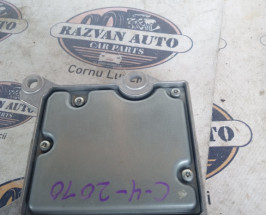 RAZVAN AUTO
CAR PARTS
Cornu Lu
C-4-2070